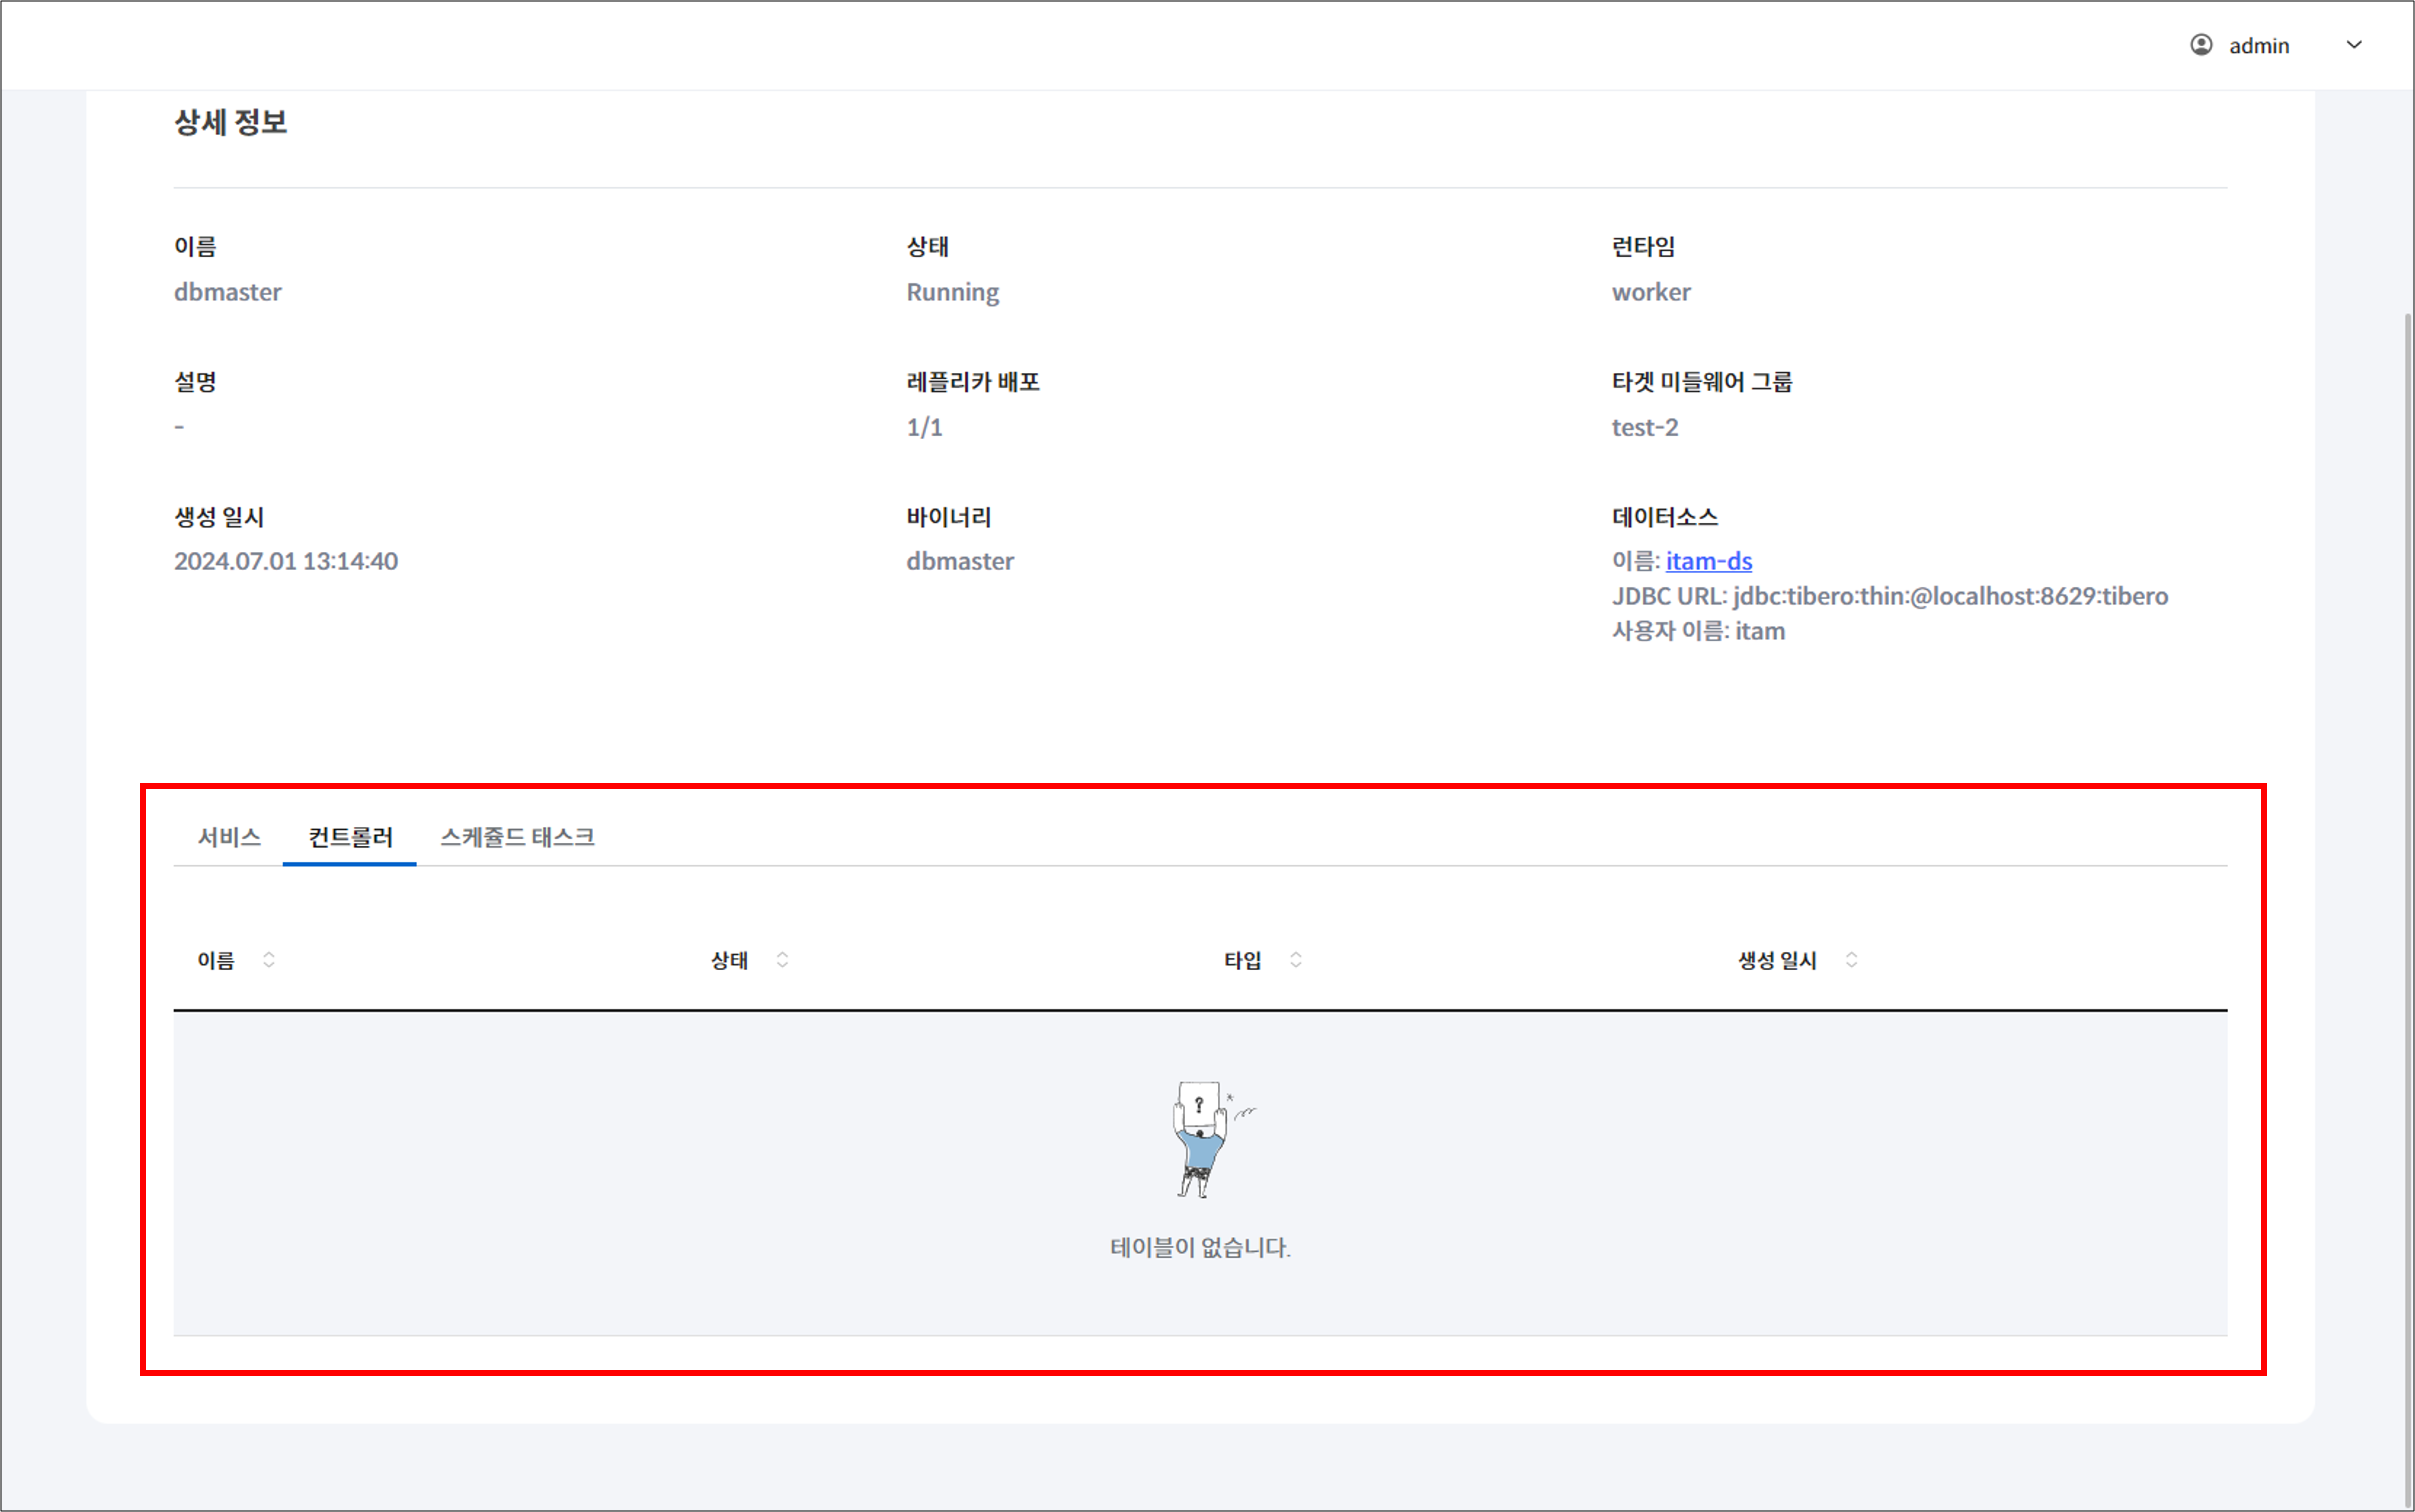 admin
상세 정보
이름
dbmaster
상태
Running
런타임
worker
설명
-
레플리카 배포
1/1
타겟 미들웨어 그룹
test-2
생성 일시
2024.07.01 13:14:40
바이너리
dbmaster
데이터소스
이름: itam-ds
JDBC URL: jdbc:tibero:thin:@localhost:8629:tibero
사용자 이름: itam
서비스 컨트롤러 스케쥴드 태스크
이름 상태 타입 생성 일시
?
테이블이 없습니다.